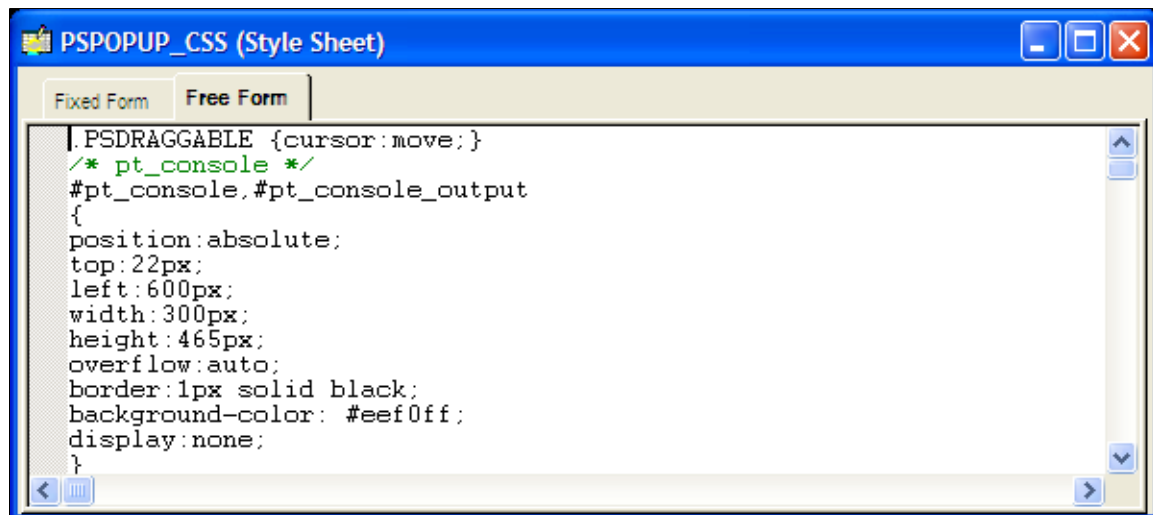 PSPOPUP_CSS (Style Sheet)
Fixed Form Free Form
.PSDRAGGABLE {cursor:move;}
/* pt_console */
#pt_console,#pt_console_output
{
position:absolute;
top:22px;
left:600px;
width:300px;
height:465px;
overflow:auto;
border:1px solid black;
background-color: #eef0ff;
display:none;
}